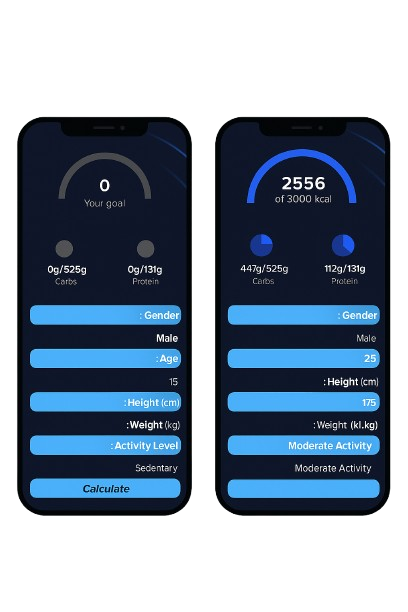 0
Your goal
0g/525g
Carbs
0g/131g
Protein
: Gender
Male
: Age
15
: Height (cm)
: Weight (kg)
: Activity Level
Sedentary
Calculate
2556
of 3000 kcal
447g/525g
Carbs
112g/131g
Protein
: Gender
Male
25
: Height (cm)
175
: Weight (kl.kg)
Moderate Activity
Moderate Activity